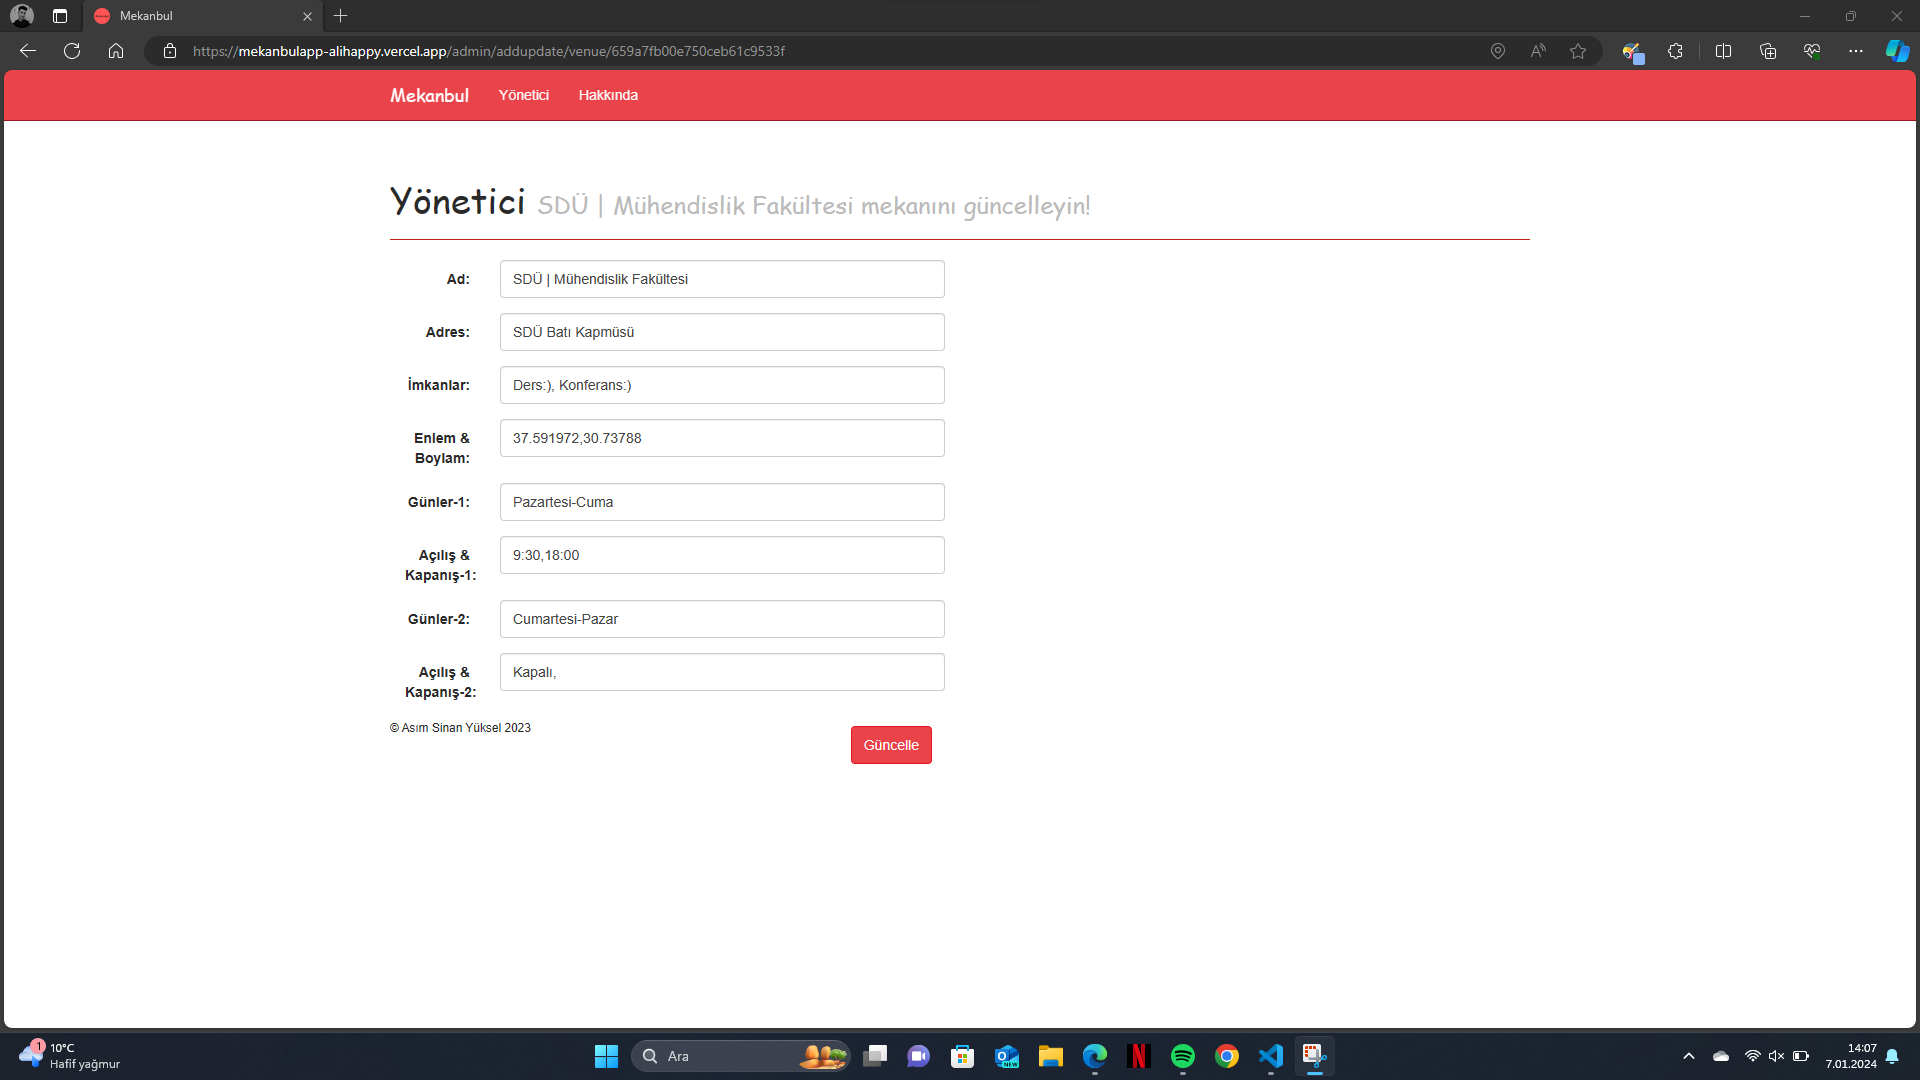 Mekanbul
https://mekanbulapp-alihappy.vercel.app/admin/addupdate/venue/659a7fb00e750ceb61c9533f
Mekanbul Yönetici Hakkında
Yönetici SDÜ | Mühendislik Fakültesi mekanını güncelleyin!
Ad: SDÜ | Mühendislik Fakültesi
Adres: SDÜ Batı Kapmüsü
İmkanlar: Ders:), Konferans:)
Enlem & Boylam: 37.591972,30.73788
Günler-1: Pazartesi-Cuma
Açılış & Kapanış-1: 9:30,18:00
Günler-2: Cumartesi-Pazar
Açılış & Kapanış-2: Kapalı,
© Asım Sinan Yüksel 2023
Güncelle
1
10°C
Hafif yağmur
Ara
NEW
14:07
7.01.2024